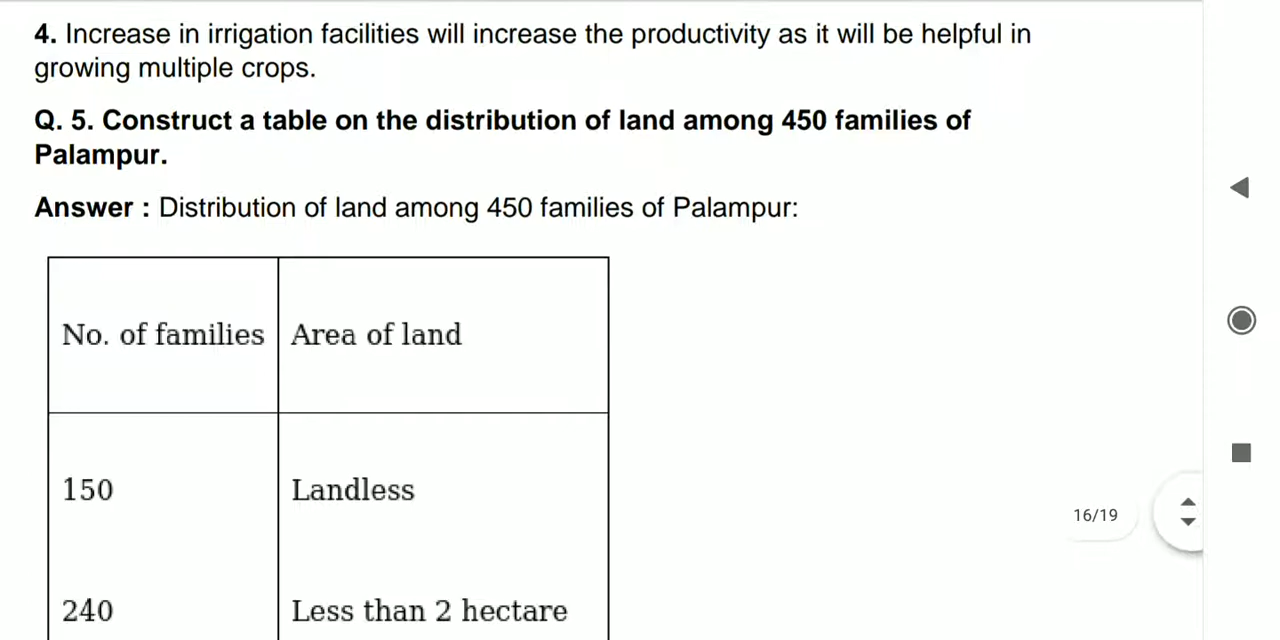 4. Increase in irrigation facilities will increase the productivity as it will be helpful in
growing multiple crops.
Q. 5. Construct a table on the distribution of land among 450 families of
Palampur.
Answer : Distribution of land among 450 families of Palampur:
No. of families Area of land
150 Landless
240 Less than 2 hectare
16/19